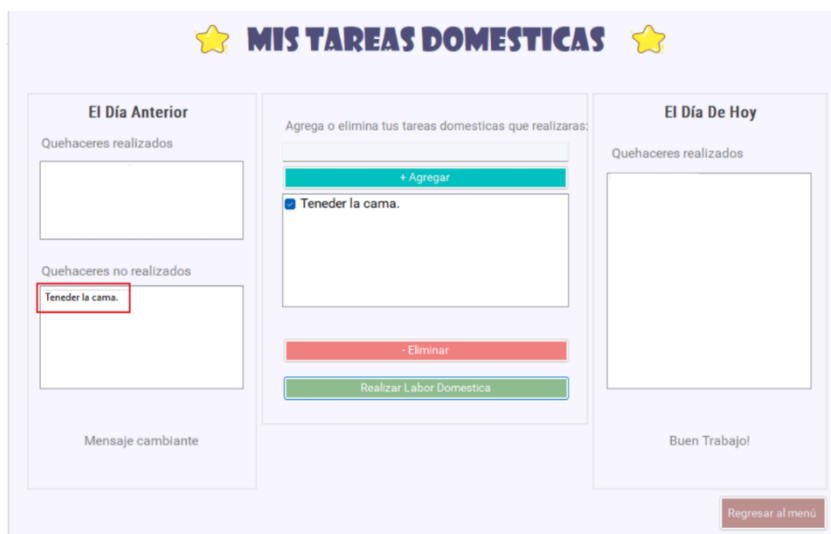 MIS TAREAS DOMESTICAS
El Día Anterior
Quehaceres realizados
Quehaceres no realizados
Teneder la cama.
Mensaje cambiante
Agrega o elimina tus tareas domesticas que realizaras:
+ Agregar
Teneder la cama.
- Eliminar
Realizar Labor Domestica
El Día De Hoy
Quehaceres realizados
Buen Trabajo!
Regresar al menú